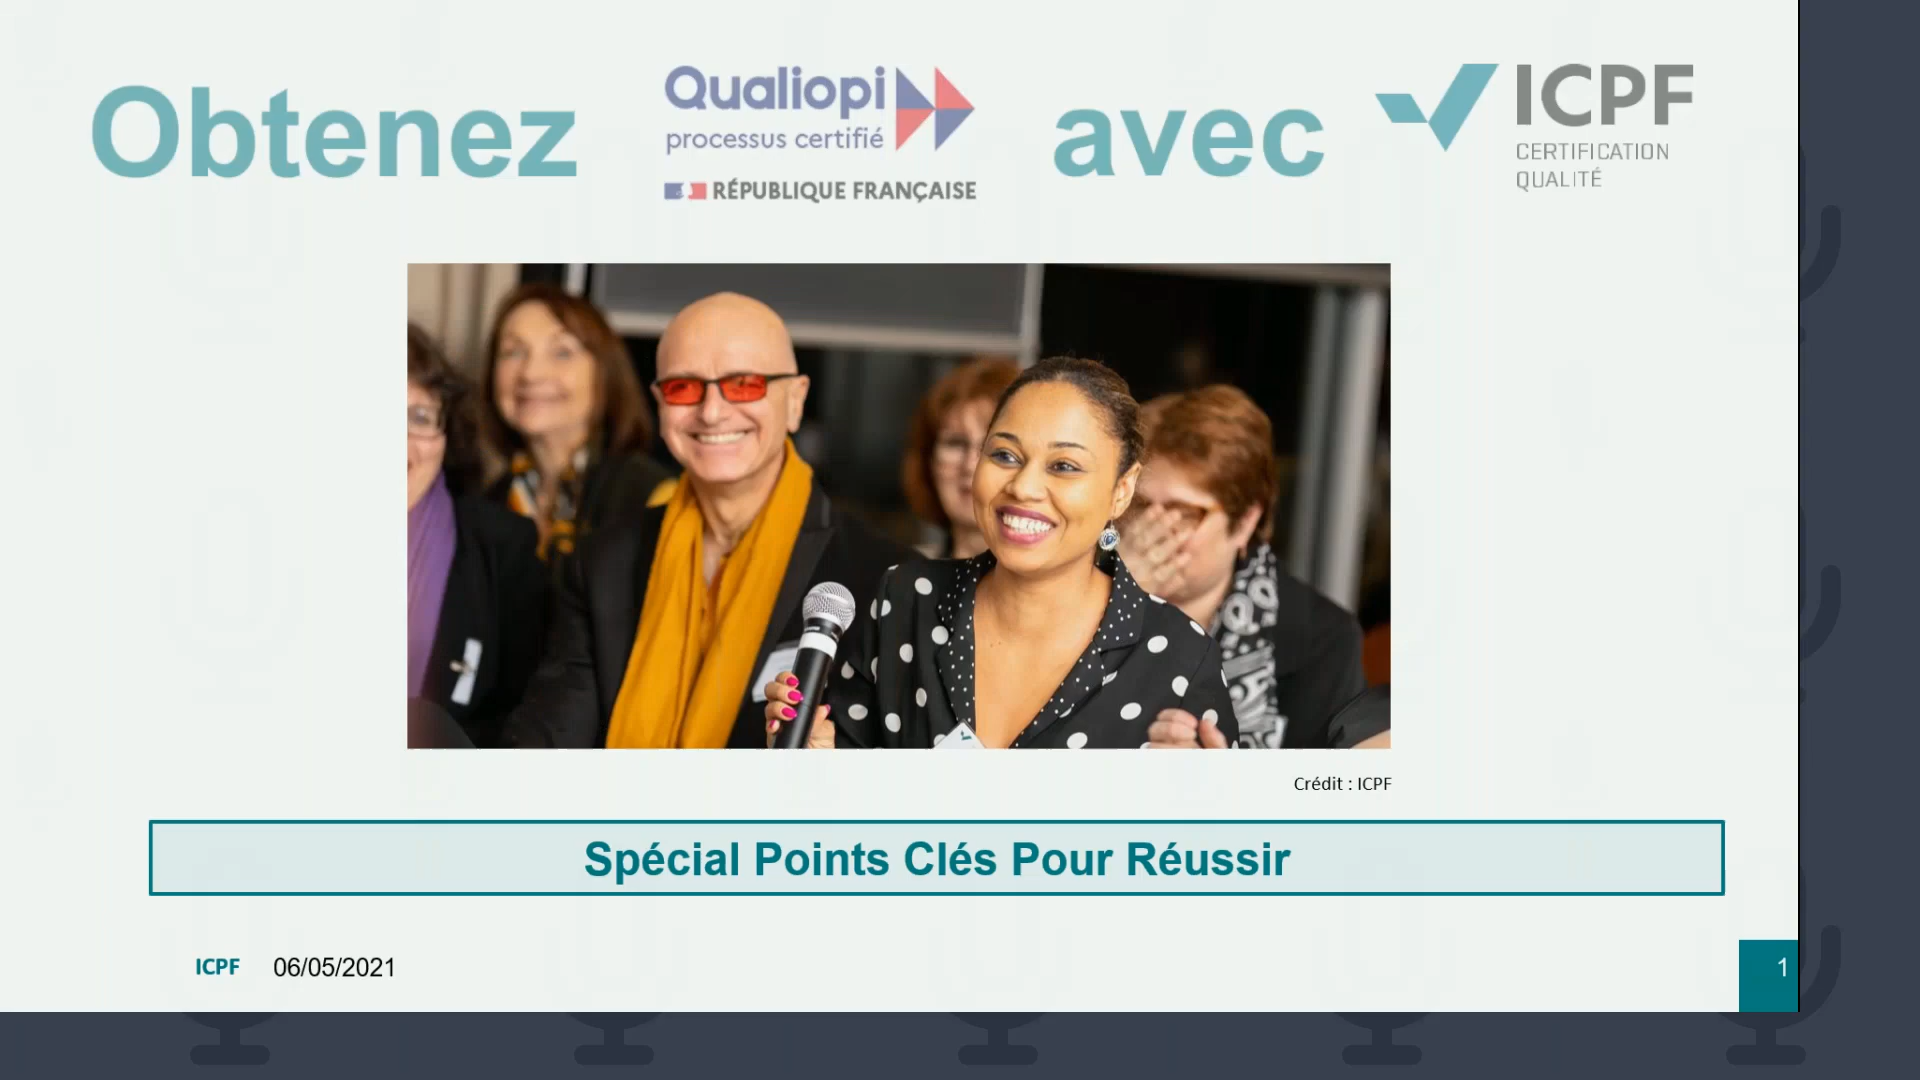 Obtenez
Qualiopi
processus certifié
RÉPUBLIQUE FRANÇAISE
avec
ICPF
CERTIFICATION
QUALITÉ
Crédit : ICPF
Spécial Points Clés Pour Réussir
ICPF 06/05/2021
1